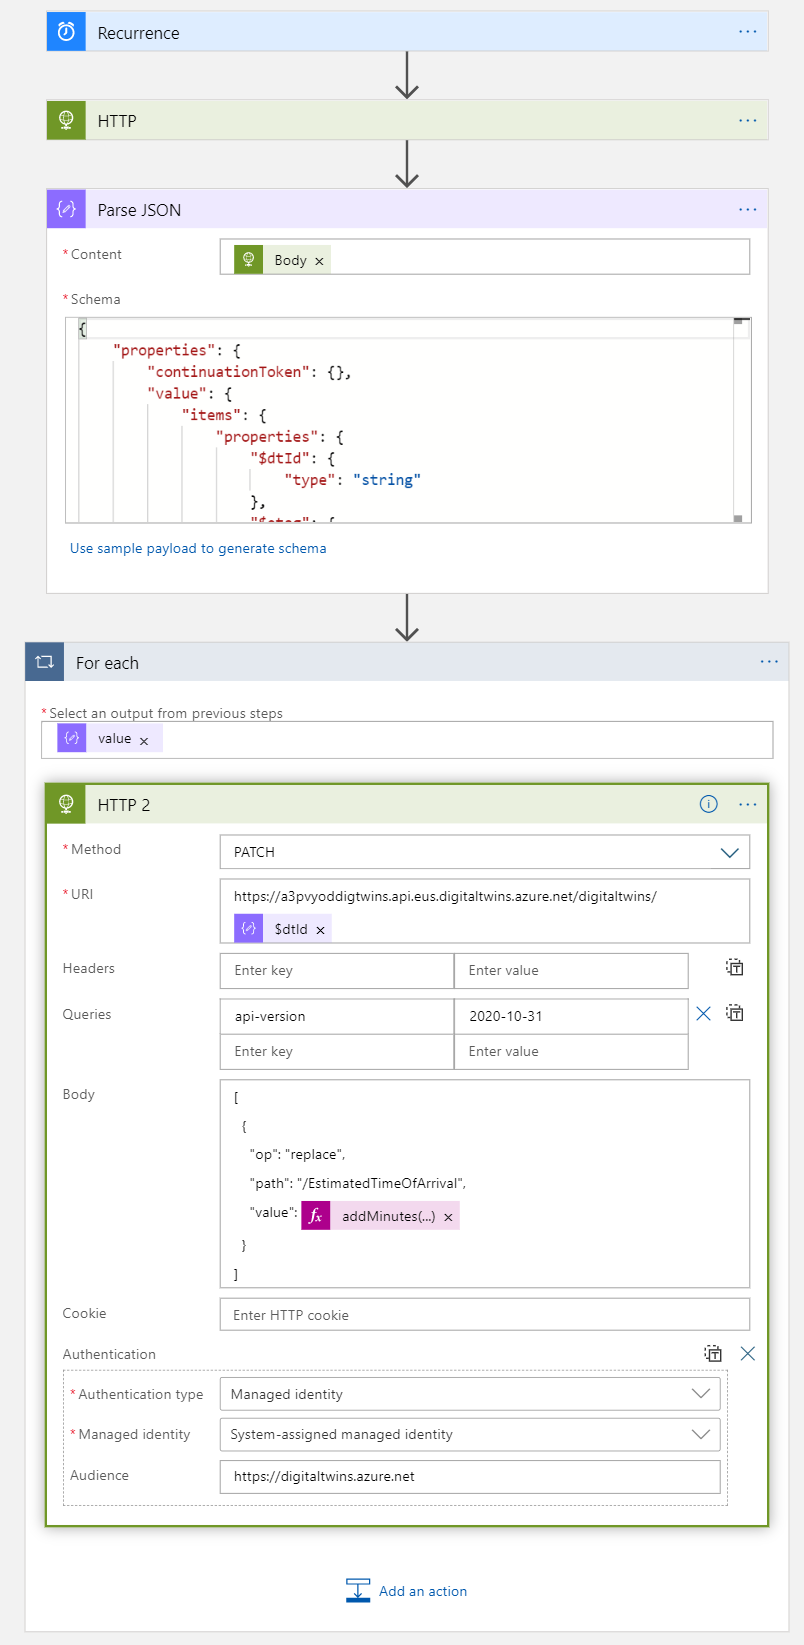 Recurrence
HTTP
Parse JSON
* Content
Body ×
* Schema
{
"properties": {
"continuationToken": {},
"value": {
"items": {
"properties": {
"$dtId": {
"type": "string"
},
"$etag": {
Use sample payload to generate schema
For each
* Select an output from previous steps
value ×
HTTP 2
* Method
PATCH
* URI
https://a3pvyoddigtwins.api.eus.digitaltwins.azure.net/digitaltwins/
$dtId ×
Headers
Enter key
Enter value
Queries
api-version
2020-10-31
Enter key
Enter value
Body
[
{
"op": "replace",
"path": "/EstimatedTimeOfArrival",
"value": fx addMinutes(...) ×
}
]
Cookie
Enter HTTP cookie
Authentication
* Authentication type
Managed identity
* Managed identity
System-assigned managed identity
Audience
https://digitaltwins.azure.net
Add an action